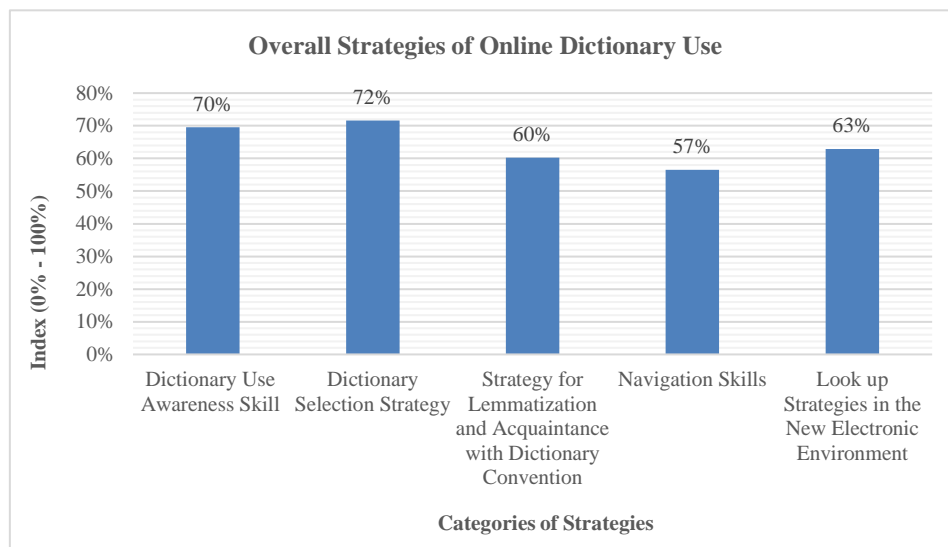 Overall Strategies of Online Dictionary Use
Index (0% - 100%)
80%
70%
60%
50%
40%
30%
20%
10%
0%
70%
72%
60%
57%
63%
Dictionary Use
Awareness Skill
Dictionary
Selection Strategy
Strategy for
Lemmatization
and Acquaintance
with Dictionary
Convention
Navigation Skills
Look up
Strategies in the
New Electronic
Environment
Categories of Strategies